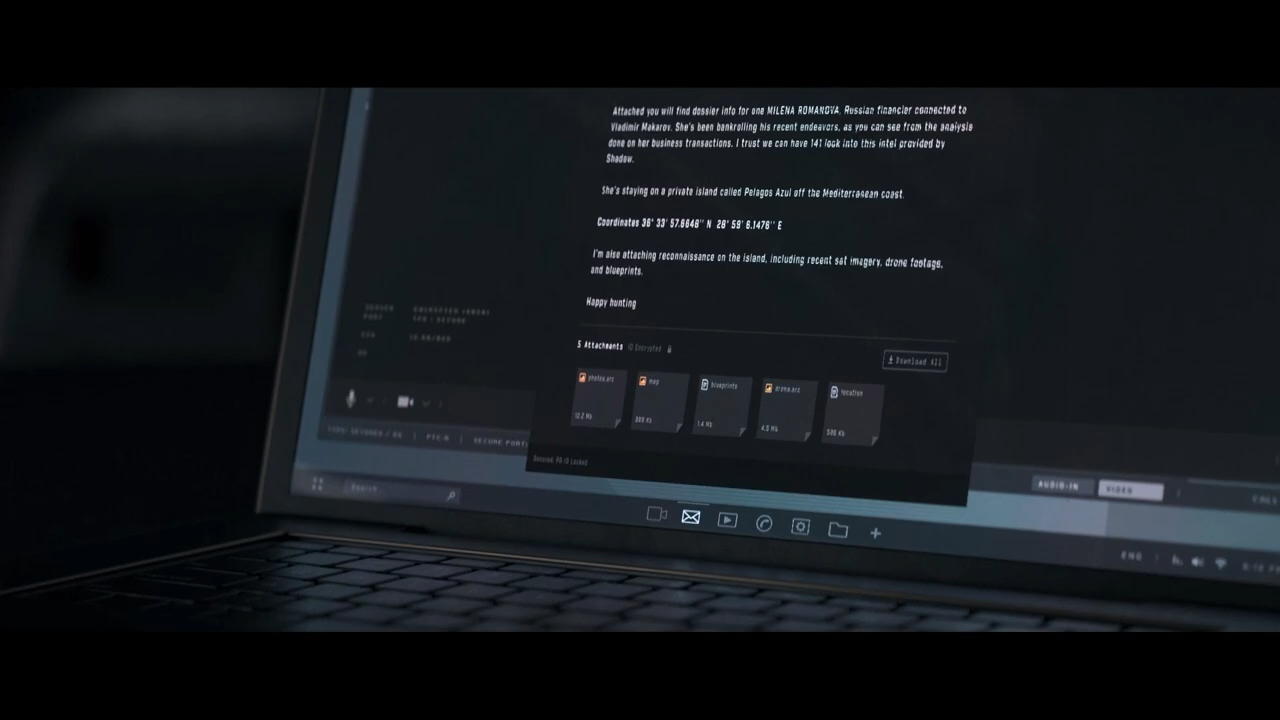 Attached you will find dossier info for one MILENA ROMANOVA, Russian financier connected to
Vladimir Makarov. She's been bankrolling his recent endeavors, as you can see from the analysis
done on her business transactions. I trust we can have 141 look into this intel provided by
Shadow.
She's staying on a private island called Pelagos Azul off the Mediterranean coast.
Coordinates 36° 33' 57.6648'' N 28° 59' 6.1476'' E
I'm also attaching reconnaissance on the island, including recent sat imagery, drone footage,
and blueprints.
Happy hunting
5 Attachments
Encrypted
Download All
photos.arc
map
blueprints
drone.arc
location
12.2 Mb
1.4 Mb
4.5 Mb
Search
AUDIO-IN
VIDEO
ENG